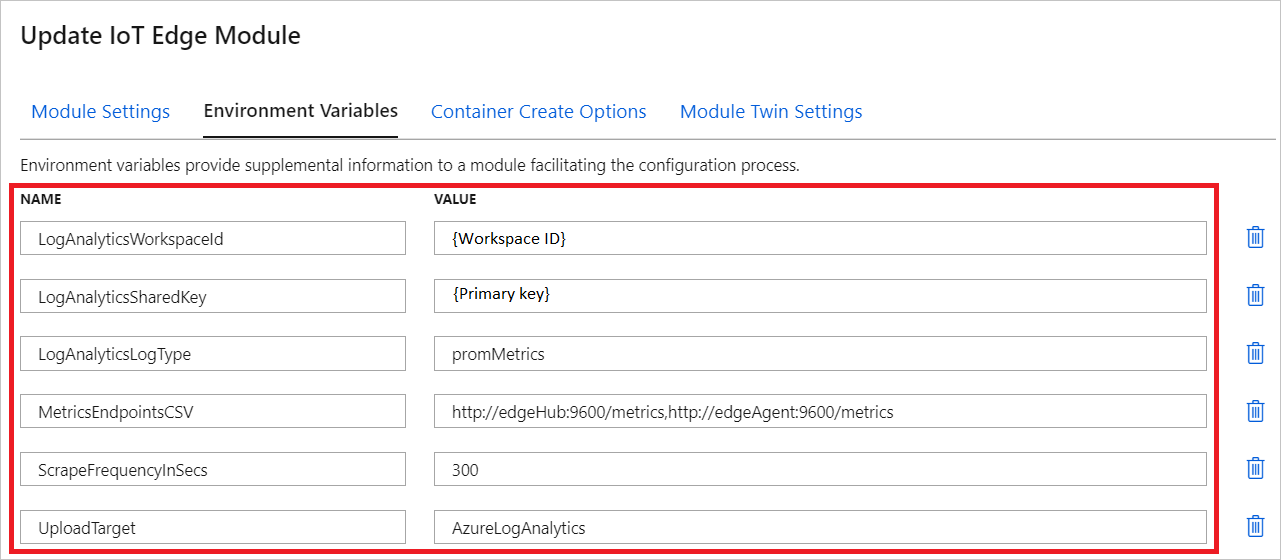 Update IoT Edge Module
Module Settings Environment Variables Container Create Options Module Twin Settings
Environment variables provide supplemental information to a module facilitating the configuration process.
NAME VALUE
LogAnalyticsWorkspaceId {Workspace ID}
LogAnalyticsSharedKey {Primary key}
LogAnalyticsLogType promMetrics
MetricsEndpointsCSV http://edgeHub:9600/metrics,http://edgeAgent:9600/metrics
ScrapeFrequencyInSecs 300
UploadTarget AzureLogAnalytics